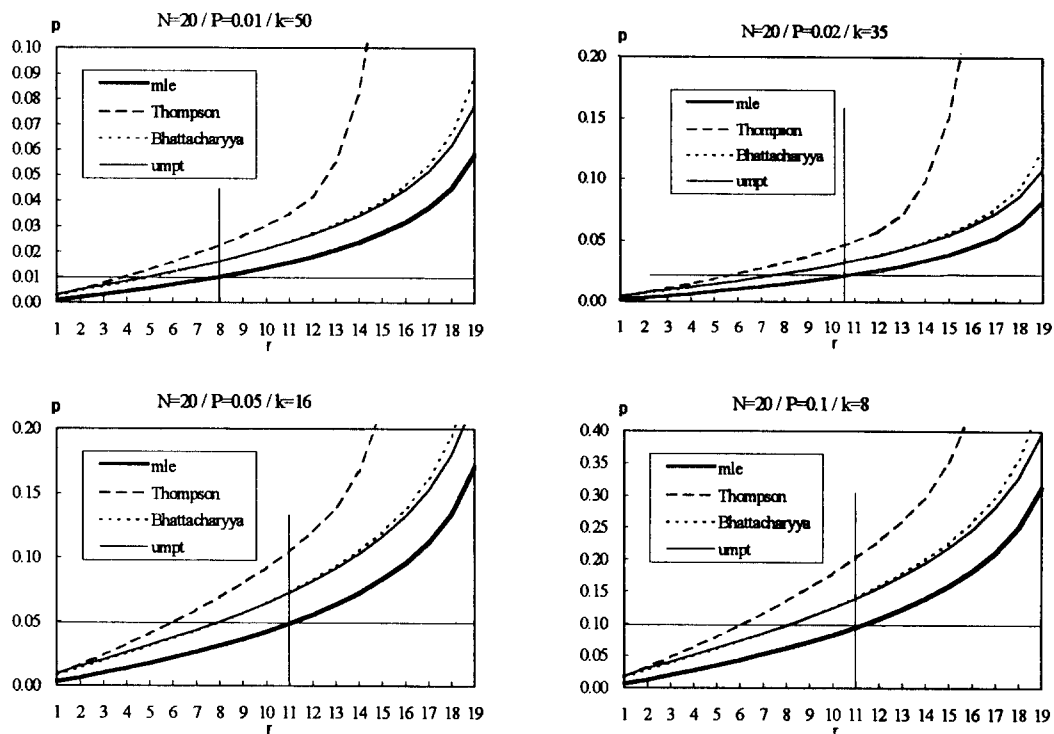 N=20 / P=0.01 / k=50
p
0.10
0.09
0.08
0.07
0.06
0.05
0.04
0.03
0.02
0.01
0.00
mle
Thompson
Bhattacharyya
umpt
1 2 3 4 5 6 7 8 9 10 11 12 13 14 15 16 17 18 19
r
N=20 / P=0.02 / k=35
p
0.20
0.15
0.10
0.05
0.00
mle
Thompson
Bhattacharyya
umpt
1 2 3 4 5 6 7 8 9 10 11 12 13 14 15 16 17 18 19
r
N=20 / P=0.05 / k=16
p
0.20
0.15
0.10
0.05
0.00
mle
Thompson
Bhattacharyya
umpt
1 2 3 4 5 6 7 8 9 10 11 12 13 14 15 16 17 18 19
r
N=20 / P=0.1 / k=8
p
0.40
0.35
0.30
0.25
0.20
0.15
0.10
0.05
0.00
mle
Thompson
Bhattacharyya
umpt
1 2 3 4 5 6 7 8 9 10 11 12 13 14 15 16 17 18 19
r